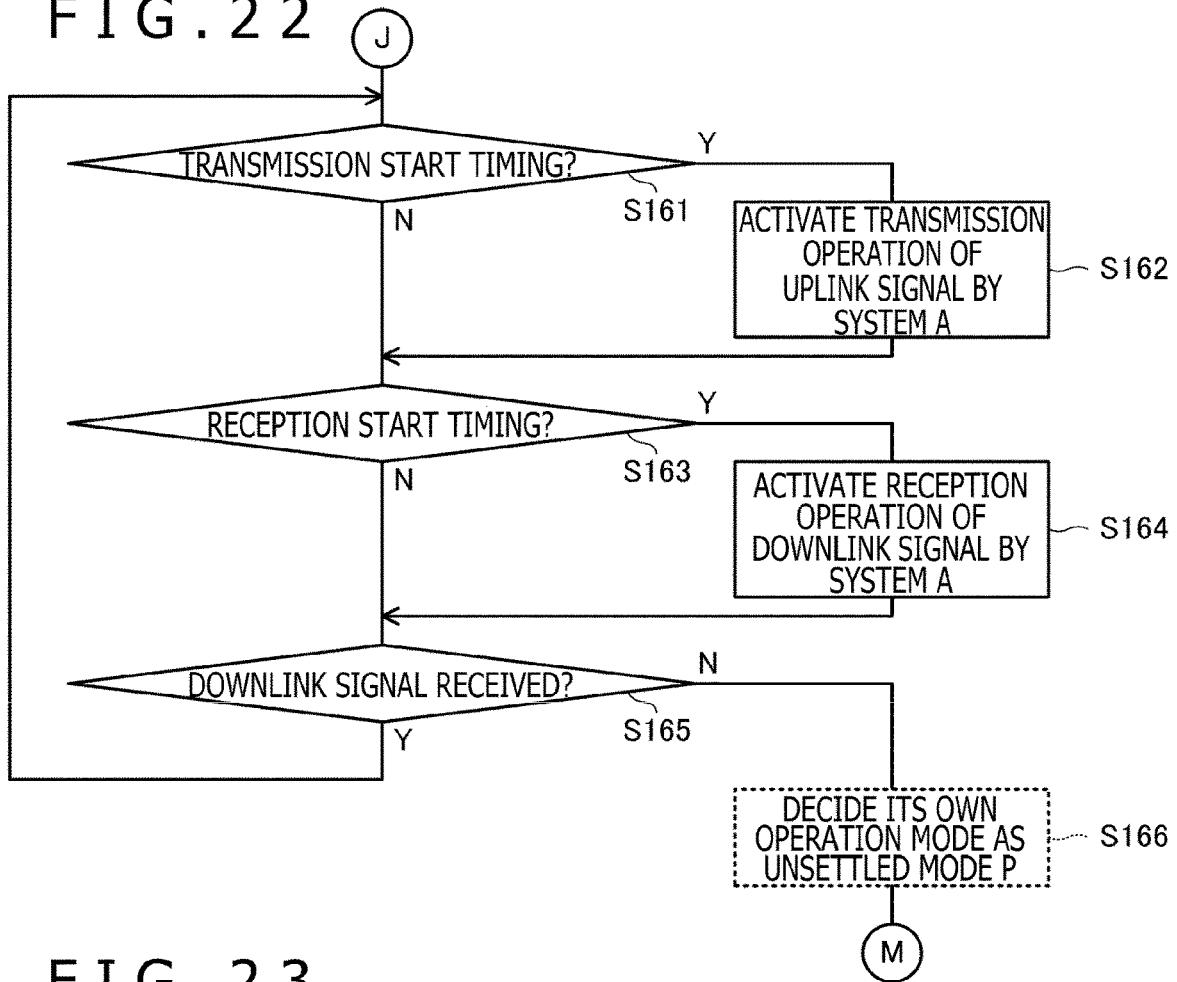 FIG.22
J
TRANSMISSION START TIMING?
Y
S161
N
ACTIVATE TRANSMISSION
OPERATION OF
UPLINK SIGNAL BY
SYSTEM A
S162
RECEPTION START TIMING?
Y
S163
N
ACTIVATE RECEPTION
OPERATION OF
DOWNLINK SIGNAL BY
SYSTEM A
S164
DOWNLINK SIGNAL RECEIVED?
N
S165
Y
DECIDE ITS OWN
OPERATION MODE AS
UNSETTLED MODE P
S166
M
FIG.23